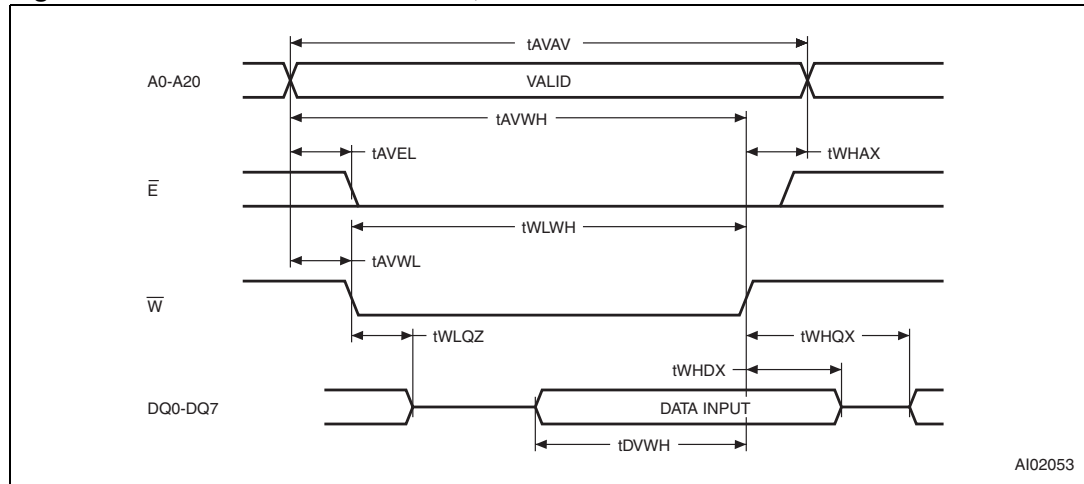 tAVAV
A0-A20
VALID
tAVWH
tAVEL
tWHAX
E̅
tWLWH
tAVWL
W̅
tWLQZ
tWHQX
tWHDX
DQ0-DQ7
DATA INPUT
tDVWH
AI02053